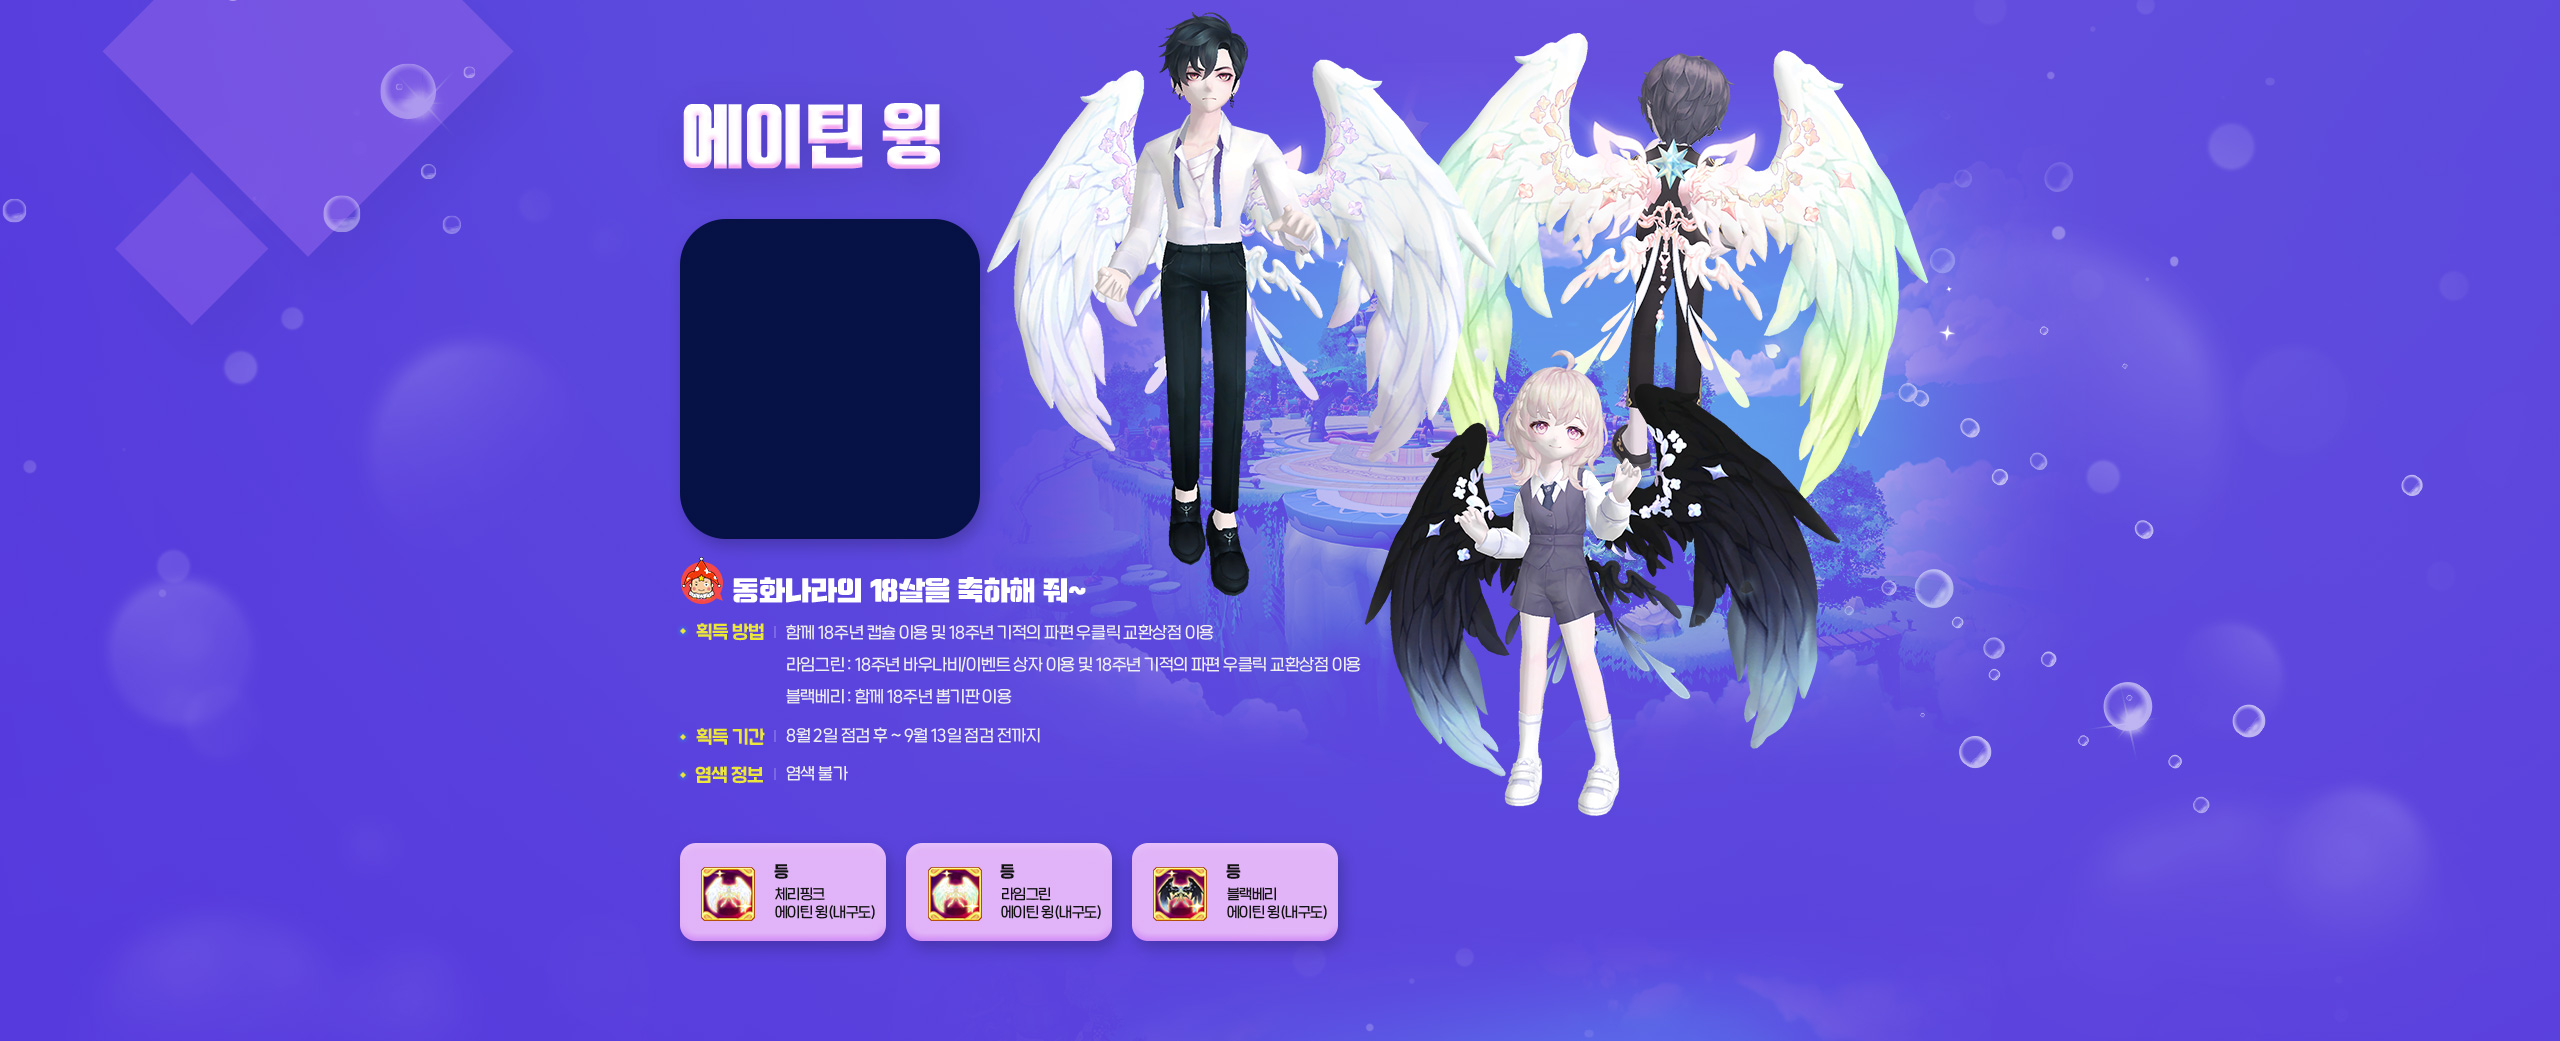 에이틴 윙
동화나라의 18살을 축하해 줘~
획득 방법 | 함께 18주년 캡슐 이용 및 18주년 기적의 파편 우클릭 교환상점 이용
라임그린 : 18주년 바우나비/이벤트 상자 이용 및 18주년 기적의 파편 우클릭 교환상점 이용
블랙베리 : 함께 18주년 뽑기판 이용
획득 기간 | 8월 2일 점검 후 ~ 9월 13일 점검 전까지
염색 정보 | 염색 불가
등
체리핑크
에이틴 윙(내구도)
등
라임그린
에이틴 윙(내구도)
등
블랙베리
에이틴 윙(내구도)